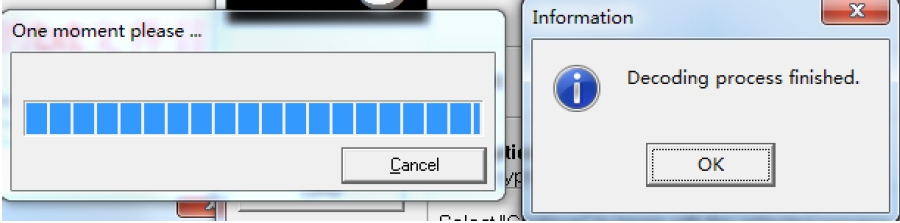 One moment please ...
Cancel
Information
Decoding process finished.
OK